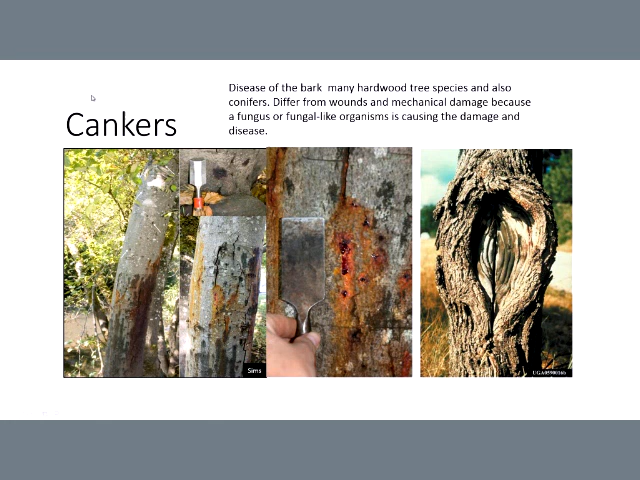 Disease of the bark  many hardwood tree species and also
conifers. Differ from wounds and mechanical damage because
a fungus or fungal-like organisms is causing the damage and
disease.
Cankers
Sims